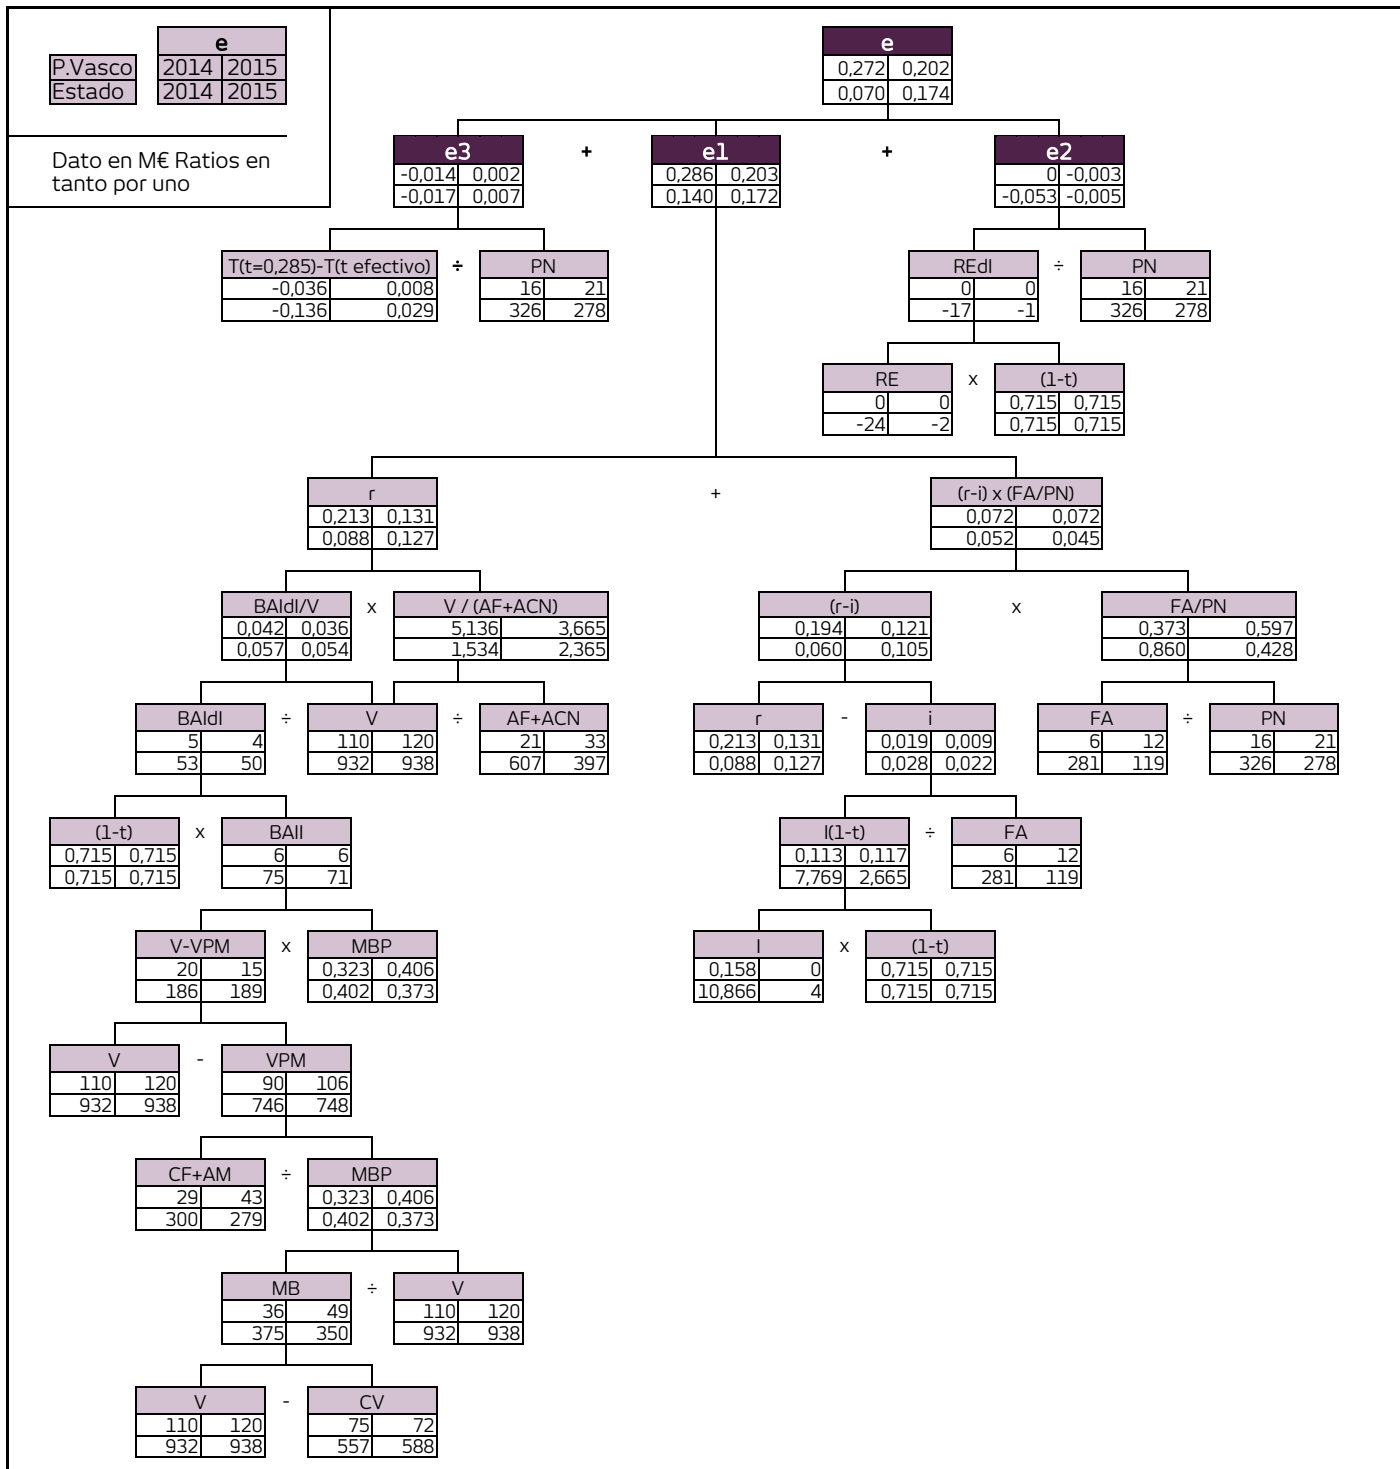 e
P.Vasco 2014 2015
Estado 2014 2015
Dato en M€ Ratios en
tanto por uno
e
0,272 0,202
0,070 0,174
e3 + e1 + e2
-0,014 0,002 0,286 0,203 0 -0,003
-0,017 0,007 0,140 0,172 -0,053 -0,005
T(t=0,285)-T(t efectivo) ÷ PN REdI ÷ PN
-0,036 0,008 16 21 0 0 16 21
-0,136 0,029 326 278 -17 -1 326 278
RE x (1-t)
0 0 0,715 0,715
-24 -2 0,715 0,715
r + (r-i) x (FA/PN)
0,213 0,131 0,072 0,072
0,088 0,127 0,052 0,045
BAIdI/V x V / (AF+ACN) (r-i) x FA/PN
0,042 0,036 5,136 3,665 0,194 0,121 0,373 0,597
0,057 0,054 1,534 2,365 0,060 0,105 0,860 0,428
BAIdI ÷ V ÷ AF+ACN r - i FA ÷ PN
5 4 110 120 21 33 0,213 0,131 0,019 0,009 6 12 16 21
53 50 932 938 607 397 0,088 0,127 0,028 0,022 281 119 326 278
(1-t) x BAII I(1-t) ÷ FA
0,715 0,715 6 6 0,113 0,117 6 12
0,715 0,715 75 71 7,769 2,665 281 119
V-VPM x MBP I x (1-t)
20 15 0,323 0,406 0,158 0 0,715 0,715
186 189 0,402 0,373 10,866 4 0,715 0,715
V - VPM
110 120 90 106
932 938 746 748
CF+AM ÷ MBP
29 43 0,323 0,406
300 279 0,402 0,373
MB ÷ V
36 49 110 120
375 350 932 938
V - CV
110 120 75 72
932 938 557 588